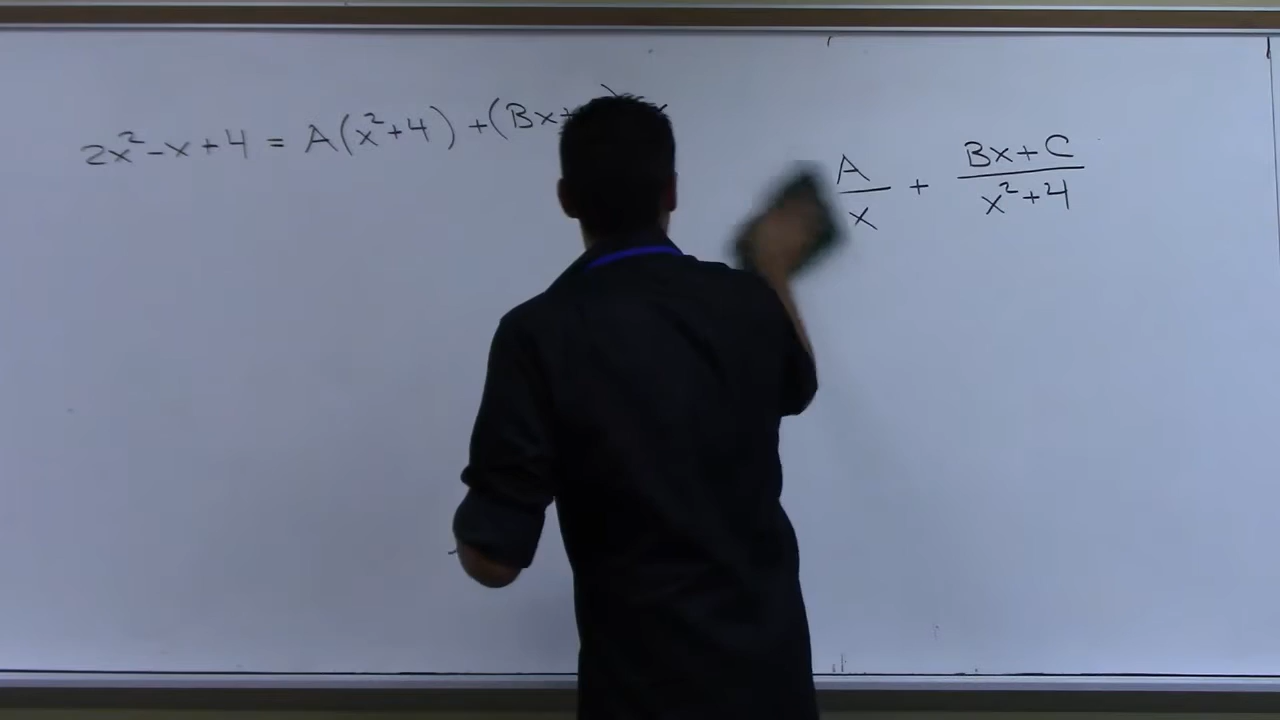 2x²-x+4 = A(x²+4) +(Bx+
A/x + Bx+C/x²+4